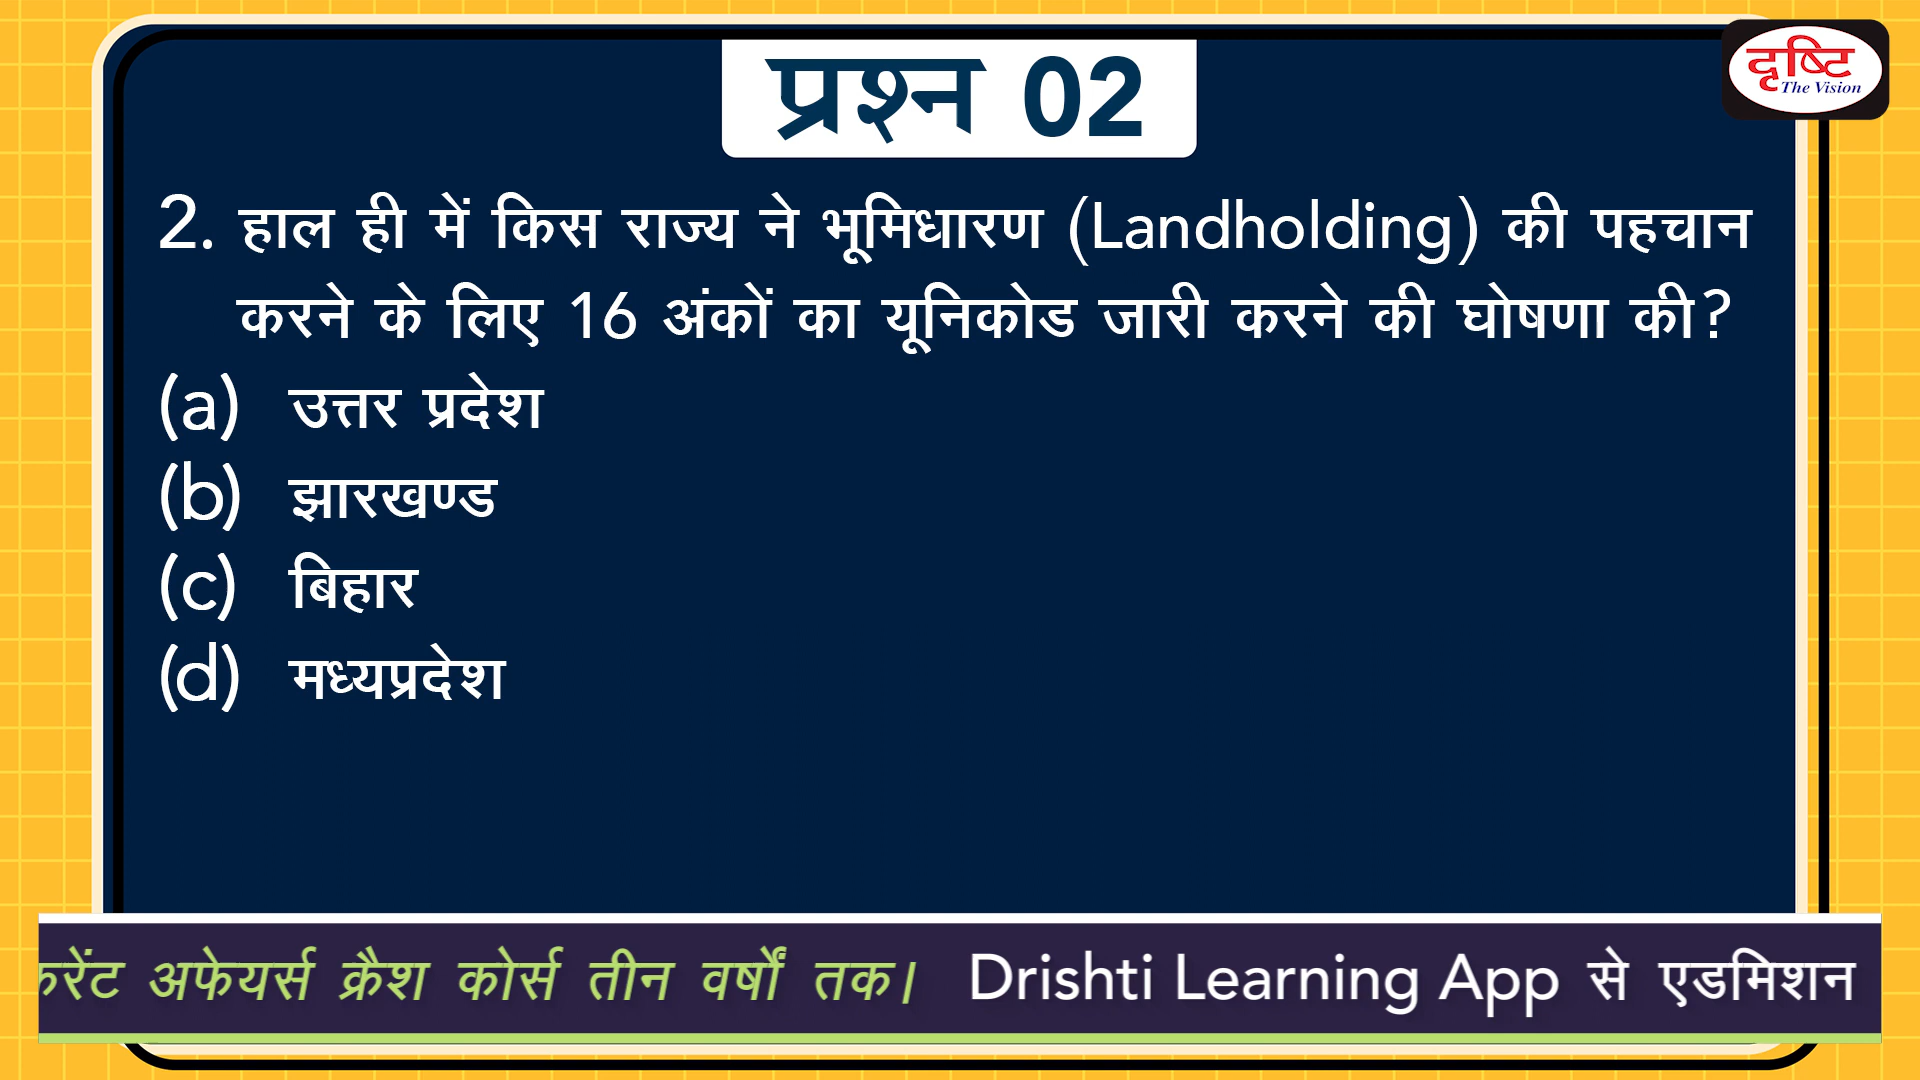 प्रश्न 02
दृष्टि
The Vision
2. हाल ही में किस राज्य ने भूमिधारण (Landholding) की पहचान
करने के लिए 16 अंकों का यूनिकोड जारी करने की घोषणा की?
(a) उत्तर प्रदेश
(b) झारखण्ड
(c) बिहार
(d) मध्यप्रदेश
अफेयर्स क्रैश कोर्स तीन वर्षों तक। Drishti Learning App से एडमिशन